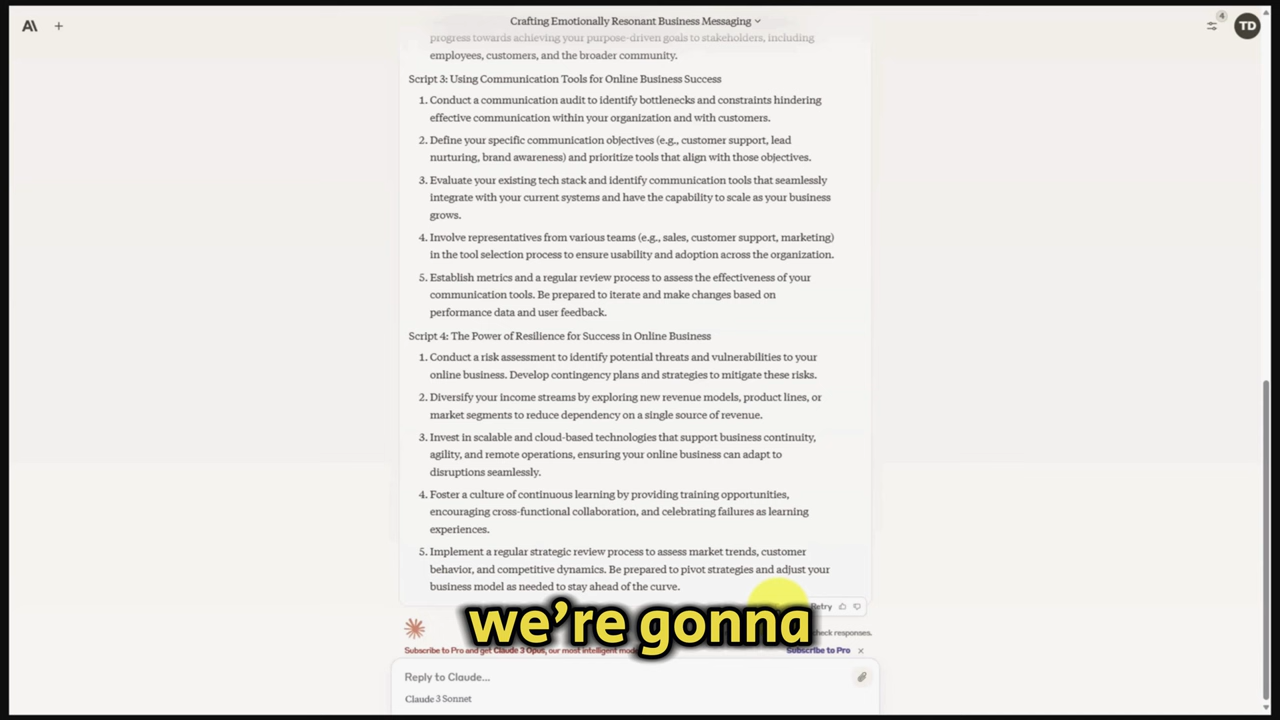 Crafting Emotionally Resonant Business Messaging
4
TD
progress towards achieving your purpose-driven goals to stakeholders, including
employees, customers, and the broader community.
Script 3: Using Communication Tools for Online Business Success
1. Conduct a communication audit to identify bottlenecks and constraints hindering
effective communication within your organization and with customers.
2. Define your specific communication objectives (e.g., customer support, lead
nurturing, brand awareness) and prioritize tools that align with those objectives.
3. Evaluate your existing tech stack and identify communication tools that seamlessly
integrate with your current systems and have the capability to scale as your business
grows.
4. Involve representatives from various teams (e.g., sales, customer support, marketing)
in the tool selection process to ensure usability and adoption across the organization.
5. Establish metrics and a regular review process to assess the effectiveness of your
communication tools. Be prepared to iterate and make changes based on
performance data and user feedback.
Script 4: The Power of Resilience for Success in Online Business
1. Conduct a risk assessment to identify potential threats and vulnerabilities to your
online business. Develop contingency plans and strategies to mitigate these risks.
2. Diversify your income streams by exploring new revenue models, product lines, or
market segments to reduce dependency on a single source of revenue.
3. Invest in scalable and cloud-based technologies that support business continuity,
agility, and remote operations, ensuring your online business can adapt to
disruptions seamlessly.
4. Foster a culture of continuous learning by providing training opportunities,
encouraging cross-functional collaboration, and celebrating failures as learning
experiences.
5. Implement a regular strategic review process to assess market trends, customer
behavior, and competitive dynamics. Be prepared to pivot strategies and adjust your
business model as needed to stay ahead of the curve.
Retry
we're gonna
check responses.
Subscribe to Pro and get Claude 3 Opus, our most intelligent
Subscribe to Pro
Reply to Claude...
Claude 3 Sonnet